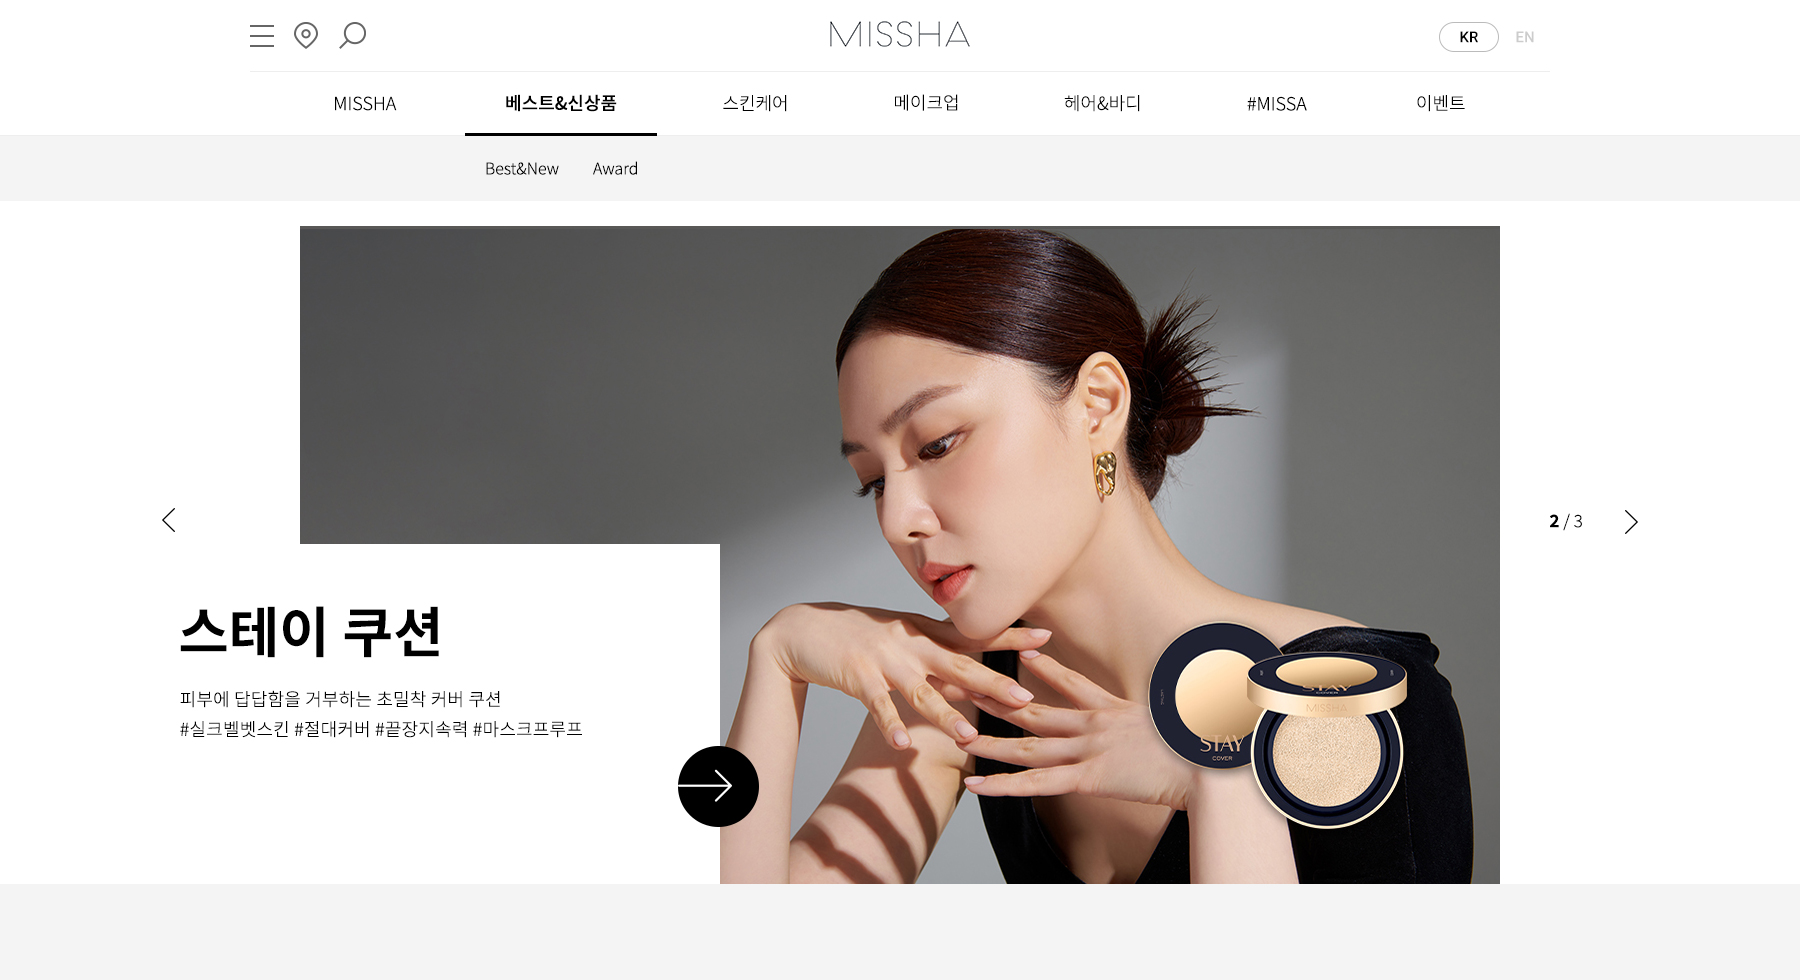 MISSHA
KR EN
MISSHA 베스트&신상품 스킨케어 메이크업 헤어&바디 #MISSA 이벤트
Best&New Award
2 / 3
스테이 쿠션
피부에 답답함을 거부하는 초밀착 커버 쿠션
#실크벨벳스킨 #절대커버 #끝장지속력 #마스크프루프
STAY
COVER
STAY
COVER
MISSHA